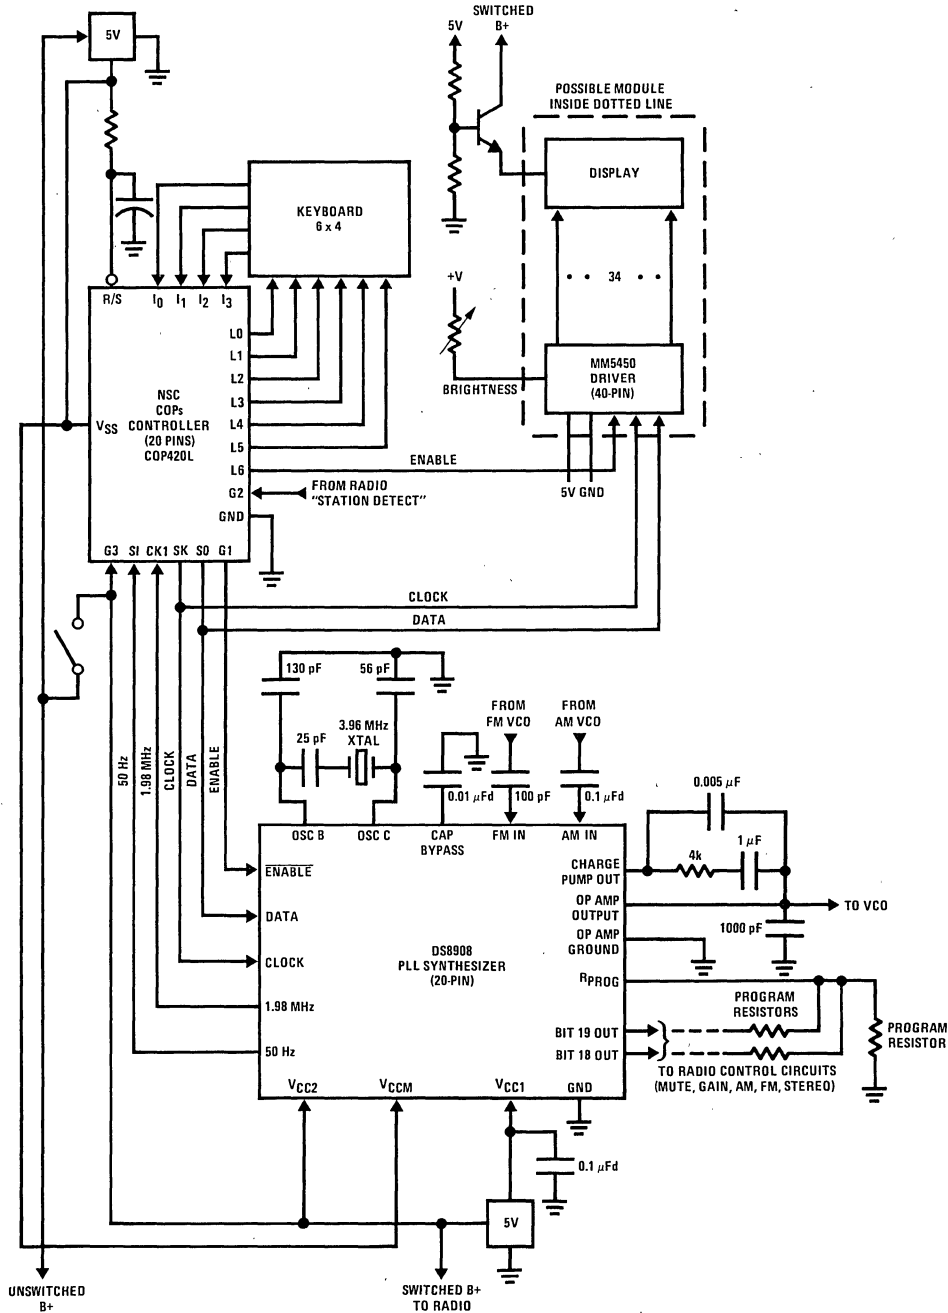 SWITCHED
B+
5V
5V
POSSIBLE MODULE
INSIDE DOTTED LINE
DISPLAY
KEYBOARD
6 x 4
34
+V
R/S
I0
I1
I2
I3
L0
L1
L2
L3
L4
L5
L6
G2
GND
NSC
COPs
CONTROLLER
(20 PINS)
COP420L
VSS
BRIGHTNESS
MM5450
DRIVER
(40-PIN)
ENABLE
FROM RADIO
“STATION DETECT”
5V GND
G3 SI CK1 SK S0 G1
CLOCK
DATA
130 pF
56 pF
25 pF
3.96 MHz
XTAL
FROM
FM VCO
FROM
AM VCO
50 Hz
1.98 MHz
CLOCK
DATA
ENABLE
0.01 µFd
100 pF
0.1 µFd
0.005 µF
4k
1 µF
OSC B
OSC C
CAP
BYPASS
FM IN
AM IN
ENABLE
DATA
CLOCK
1.98 MHz
50 Hz
DS8908
PLL SYNTHESIZER
(20-PIN)
CHARGE
PUMP OUT
OP AMP
OUTPUT
OP AMP
GROUND
RPROG
BIT 19 OUT
BIT 18 OUT
TO VCO
1000 pF
PROGRAM
RESISTORS
PROGRAM
RESISTOR
TO RADIO CONTROL CIRCUITS
(MUTE, GAIN, AM, FM, STEREO)
VCC2
VCCM
VCC1
GND
0.1 µFd
5V
UNSWITCHED
B+
SWITCHED B+
TO RADIO